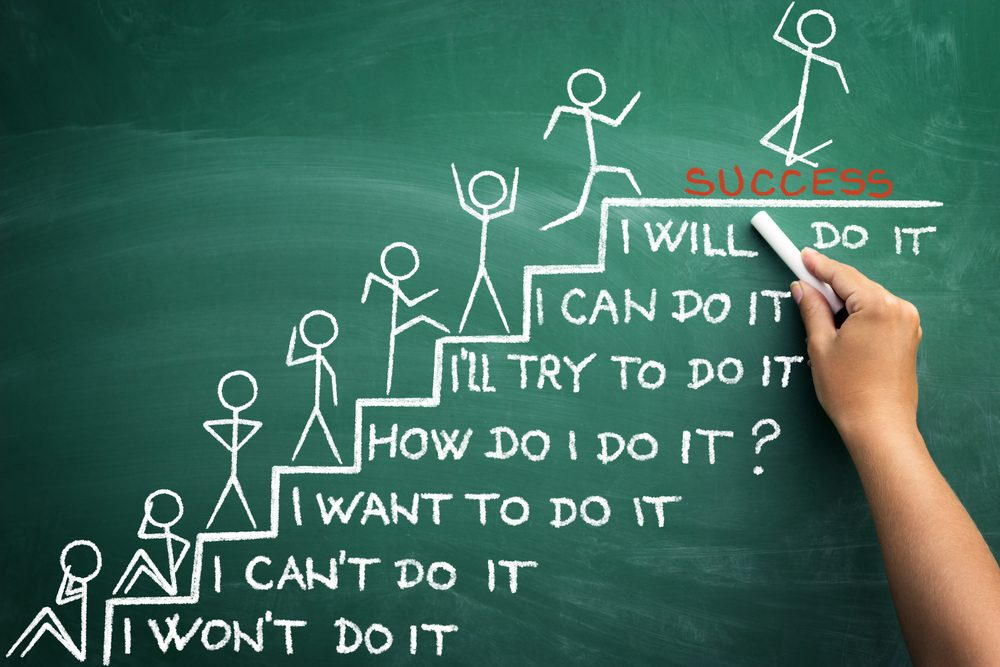 SUCCESS
I WILL DO IT
I CAN DO IT
I'LL TRY TO DO IT
HOW DO I DO IT ?
I WANT TO DO IT
I CAN'T DO IT
I WON'T DO IT